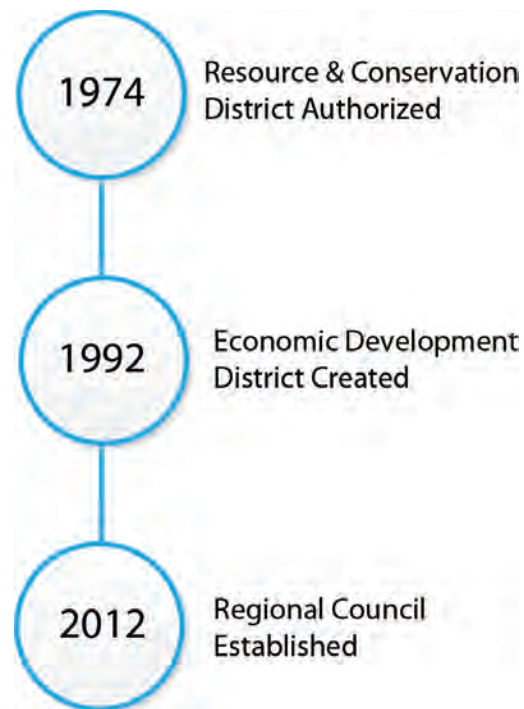 1974
Resource & Conservation
District Authorized
1992
Economic Development
District Created
2012
Regional Council
Established